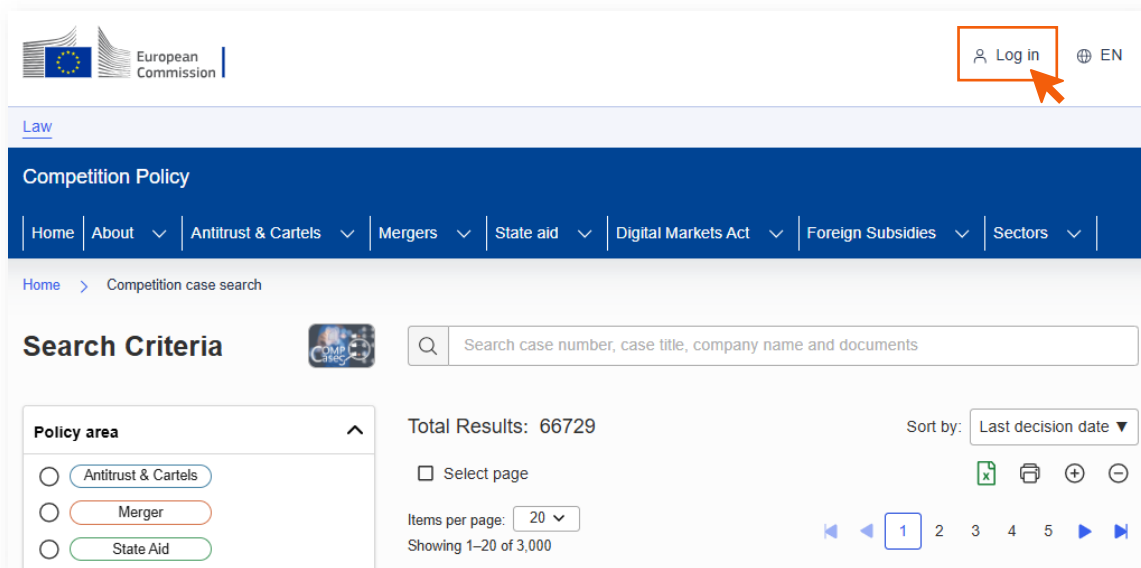 European
Commission
Log in
EN
Law
Competition Policy
Home About Antitrust & Cartels Mergers State aid Digital Markets Act Foreign Subsidies Sectors
Home > Competition case search
Search Criteria
COMP Cases
Search case number, case title, company name and documents
Policy area
Total Results: 66729
Sort by: Last decision date ▼
Antitrust & Cartels
Select page
Merger
Items per page: 20
1 2 3 4 5
State Aid
Showing 1–20 of 3,000